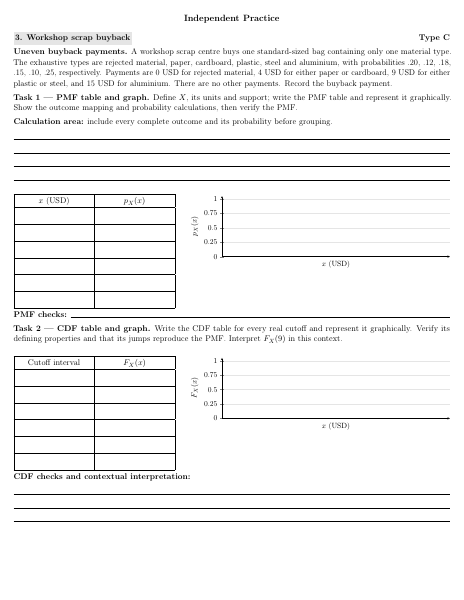 Independent Practice
3. Workshop scrap buyback Type C
Uneven buyback payments. A workshop scrap centre buys one standard-sized bag containing only one material type.
The exhaustive types are rejected material, paper, cardboard, plastic, steel and aluminium, with probabilities .20, .12, .18,
.15, .10, .25, respectively. Payments are 0 USD for rejected material, 4 USD for either paper or cardboard, 9 USD for either
plastic or steel, and 15 USD for aluminium. There are no other payments. Record the buyback payment.
Task 1 — PMF table and graph. Define X, its units and support; write the PMF table and represent it graphically.
Show the outcome mapping and probability calculations, then verify the PMF.
Calculation area: include every complete outcome and its probability before grouping.
x (USD) p_X(x)
1
0.75
0.5
0.25
0
p_X(x)
x (USD)
PMF checks:
Task 2 — CDF table and graph. Write the CDF table for every real cutoff and represent it graphically. Verify its
defining properties and that its jumps reproduce the PMF. Interpret F_X(9) in this context.
Cutoff interval F_X(x)
1
0.75
0.5
0.25
0
F_X(x)
x (USD)
CDF checks and contextual interpretation: